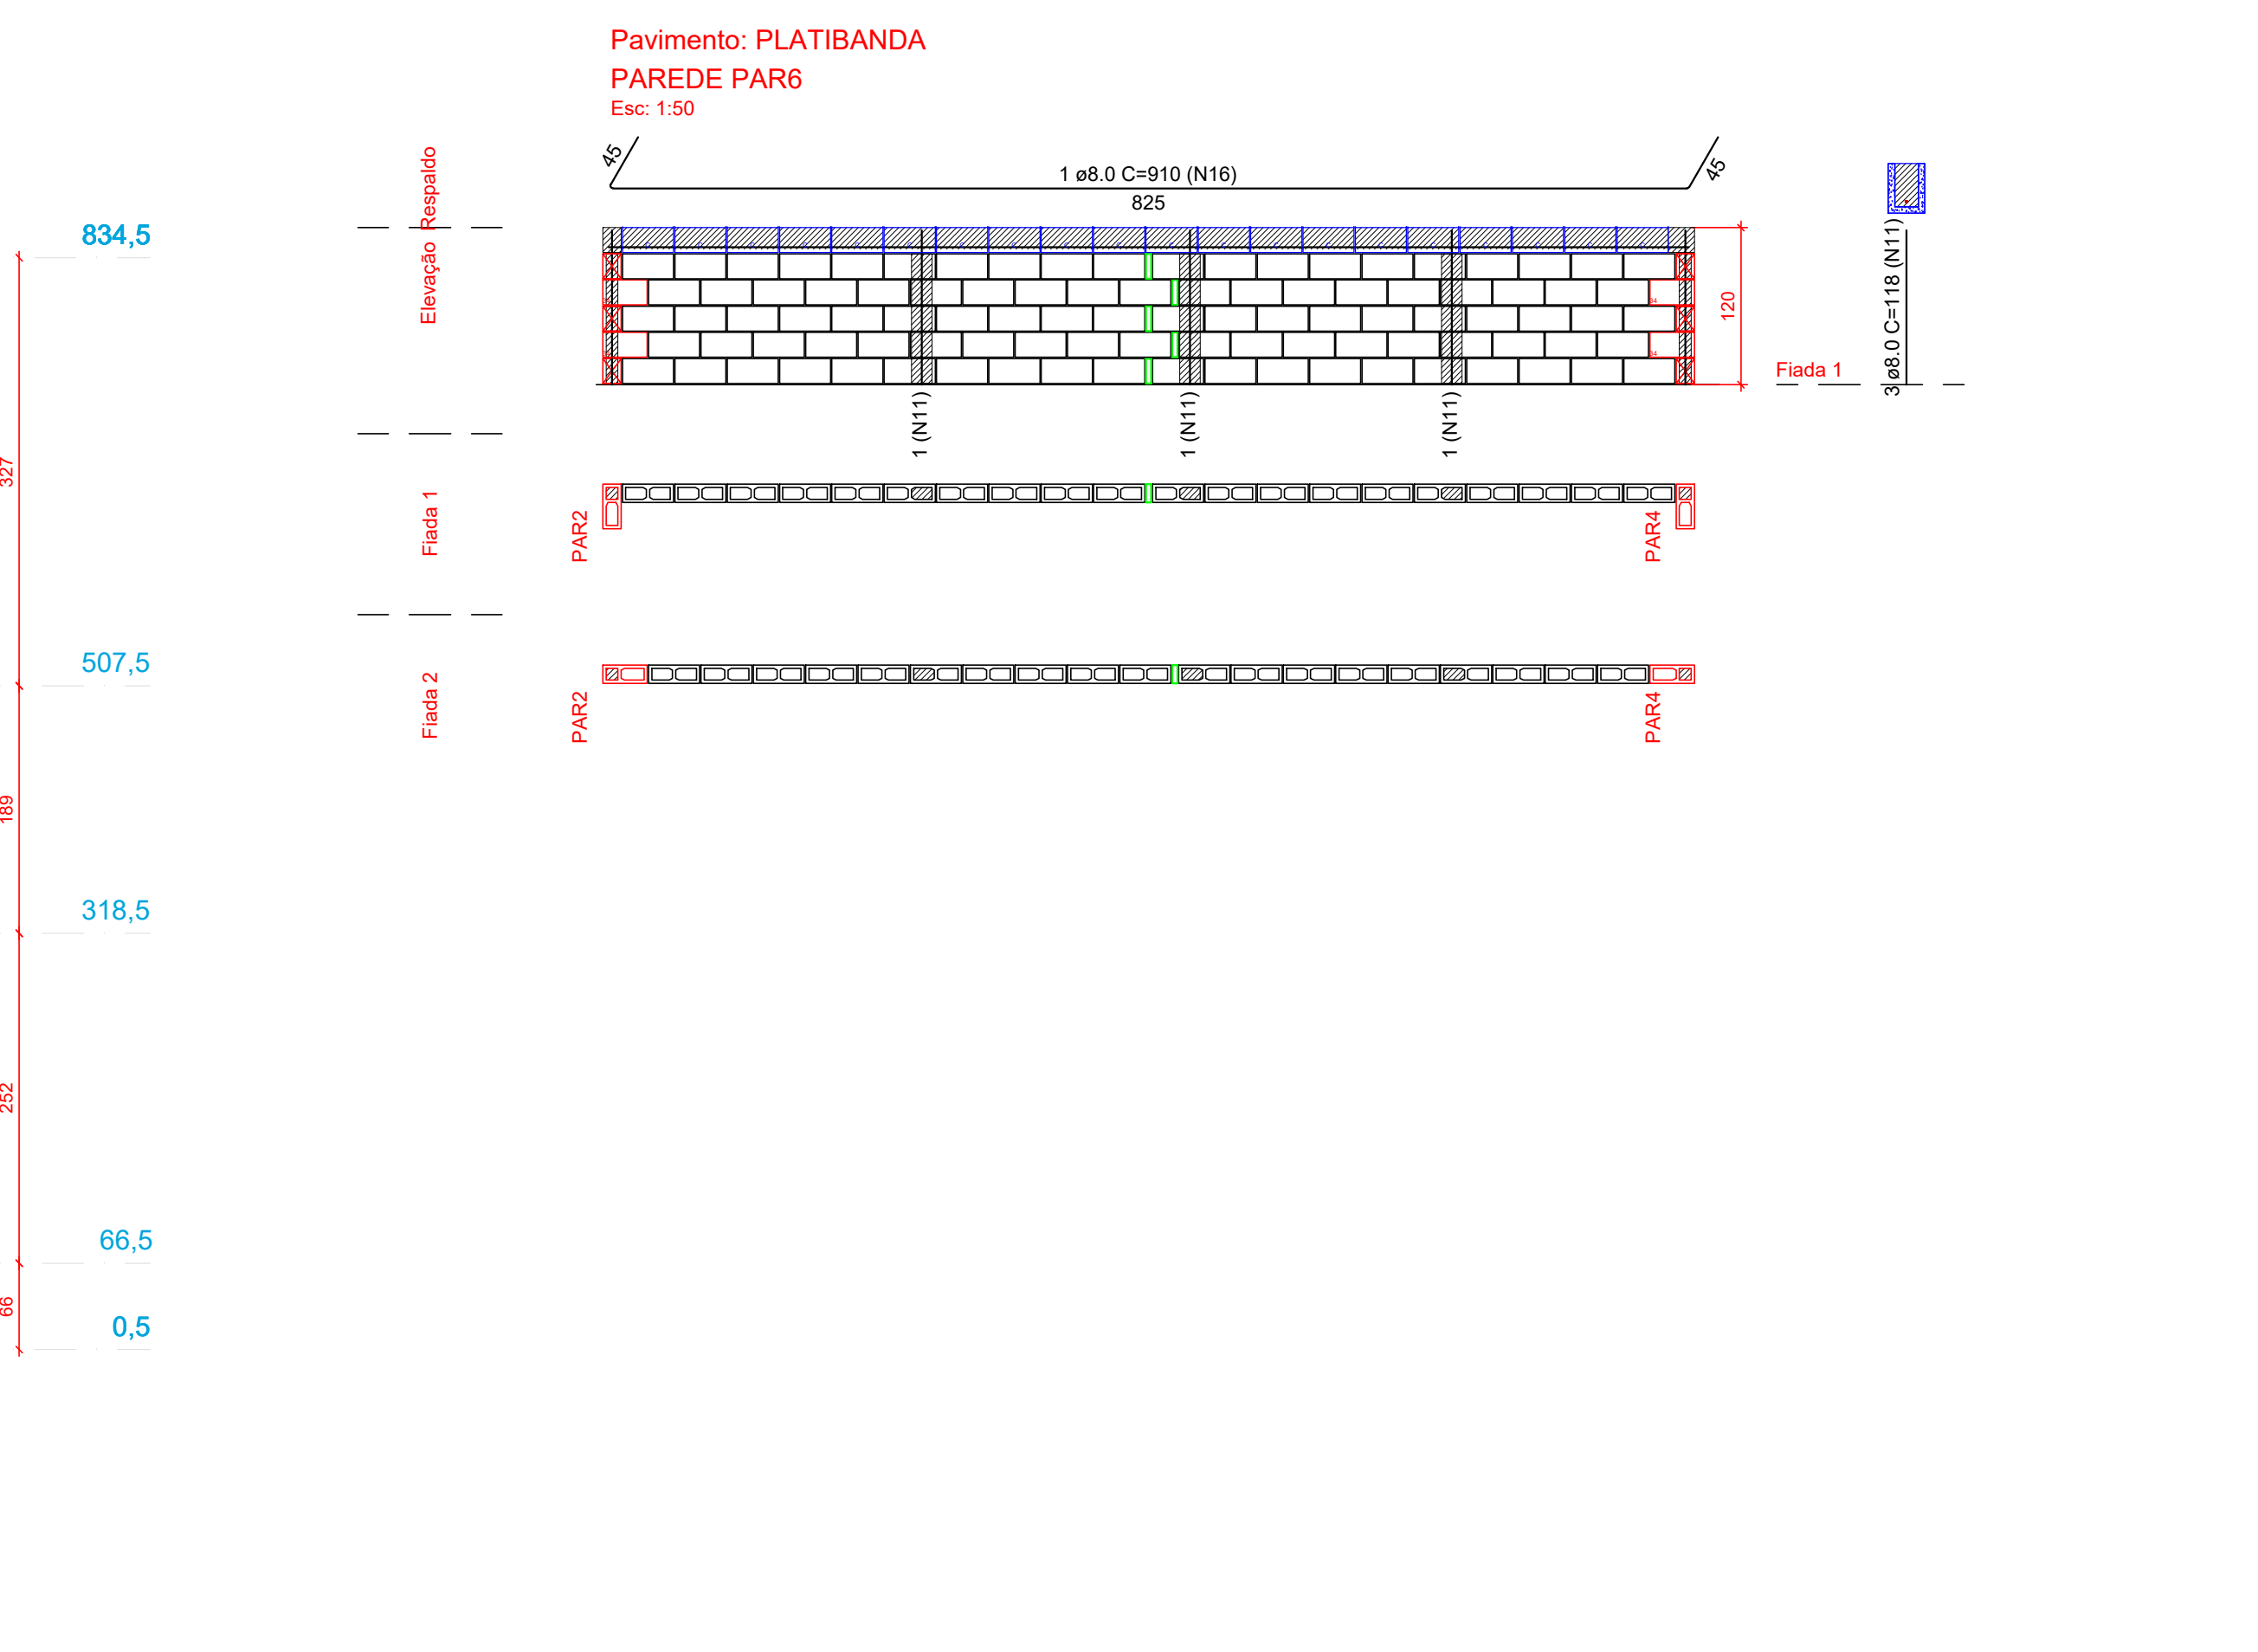 Pavimento: PLATIBANDA
PAREDE PAR6
Esc: 1:50
45
1 ø8.0 C=910 (N16)
825
45
Respaldo
Elevação
834,5
120
Fiada 1
3 ø8.0 C=118 (N11)
34
34
1 (N11)
1 (N11)
1 (N11)
327
Fiada 1
PAR2
PAR4
507,5
Fiada 2
PAR2
PAR4
189
318,5
252
66,5
66
0,5